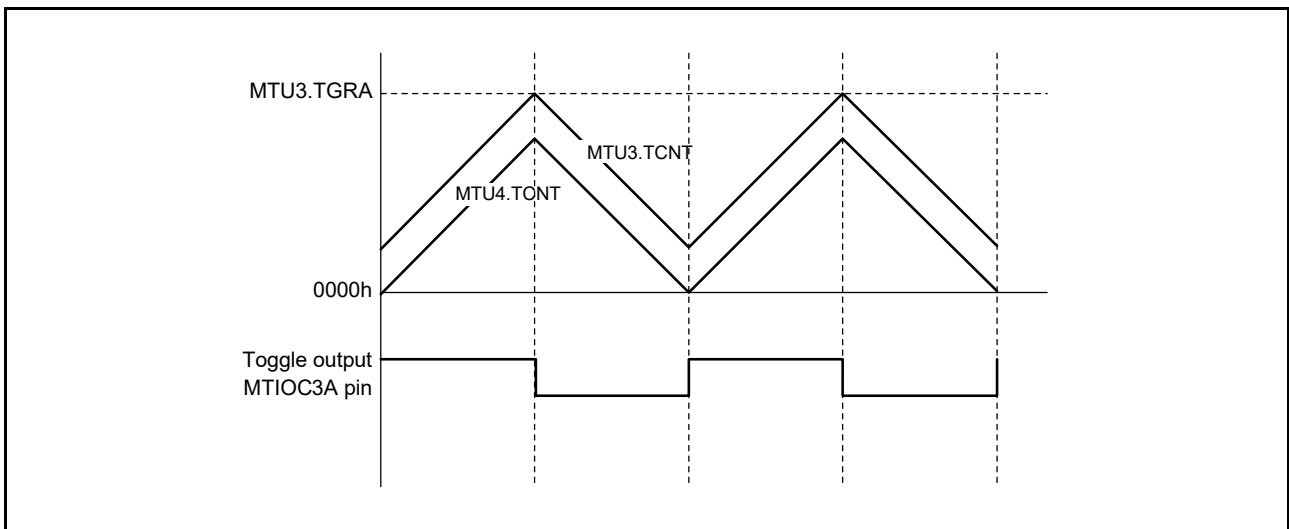 MTU3.TGRA
MTU3.TCNT
MTU4.TCNT
0000h
Toggle output
MTIOC3A pin